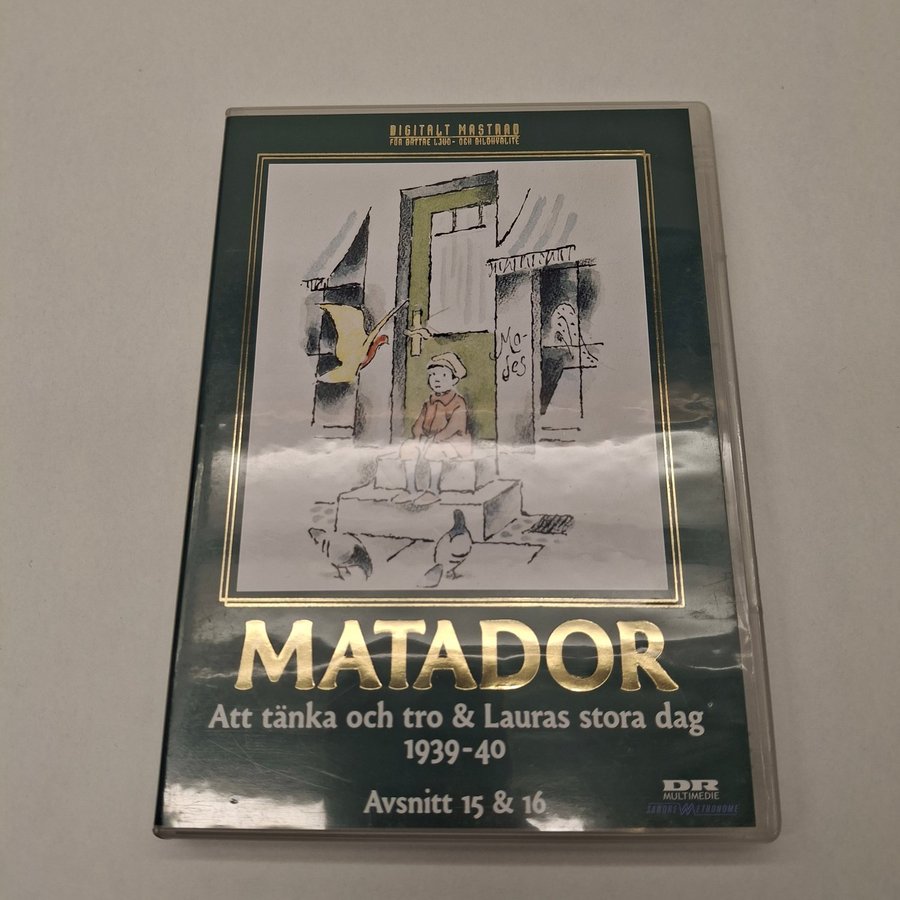 DIGITALT MASTRAD
FÖR BÄTTRE LJUD- OCH BILDKVALITE
Mo-
des
MATADOR
Att tänka och tro & Lauras stora dag
1939-40
Avsnitt 15 & 16
DR
MULTIMEDIE
SANDREW METRONOME